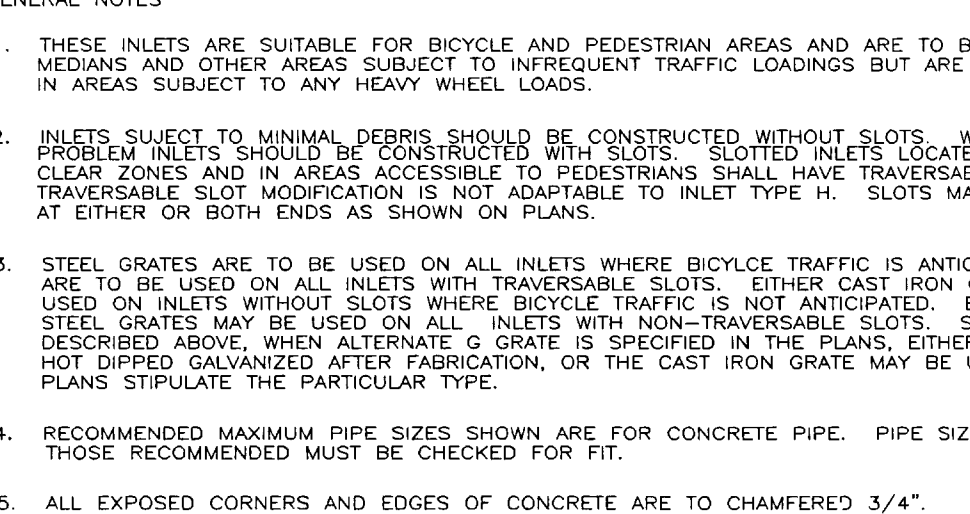 GENERAL NOTES
1. THESE INLETS ARE SUITABLE FOR BICYCLE AND PEDESTRIAN AREAS AND ARE TO
MEDIANS AND OTHER AREAS SUBJECT TO INFREQUENT TRAFFIC LOADINGS BUT ARE
IN AREAS SUBJECT TO ANY HEAVY WHEEL LOADS.
2. INLETS SUJECT TO MINIMAL DEBRIS SHOULD BE CONSTRUCTED WITHOUT SLOTS.
PROBLEM INLETS SHOULD BE CONSTRUCTED WITH SLOTS. SLOTTED INLETS LOCATE
CLEAR ZONES AND IN AREAS ACCESSIBLE TO PEDESTRIANS SHALL HAVE TRAVERSAB
TRAVERSABLE SLOT MODIFICATION IS NOT ADAPTABLE TO INLET TYPE H. SLOTS MA
AT EITHER OR BOTH ENDS AS SHOWN ON PLANS.
3. STEEL GRATES ARE TO BE USED ON ALL INLETS WHERE BICYLCE TRAFFIC IS ANTIC
ARE TO BE USED ON ALL INLETS WITH TRAVERSABLE SLOTS. EITHER CAST IRON
USED ON INLETS WITHOUT SLOTS WHERE BICYCLE TRAFFIC IS NOT ANTICIPATED.
STEEL GRATES MAY BE USED ON ALL INLETS WITH NON-TRAVERSABLE SLOTS. S
DESCRIBED ABOVE, WHEN ALTERNATE G GRATE IS SPECIFIED IN THE PLANS, EITHER
HOT DIPPED GALVANIZED AFTER FABRICATION, OR THE CAST IRON GRATE MAY BE
PLANS STIPULATE THE PARTICULAR TYPE.
4. RECOMMENDED MAXIMUM PIPE SIZES SHOWN ARE FOR CONCRETE PIPE. PIPE SIZ
THOSE RECOMMENDED MUST BE CHECKED FOR FIT.
5. ALL EXPOSED CORNERS AND EDGES OF CONCRETE ARE TO CHAMFERED 3/4".